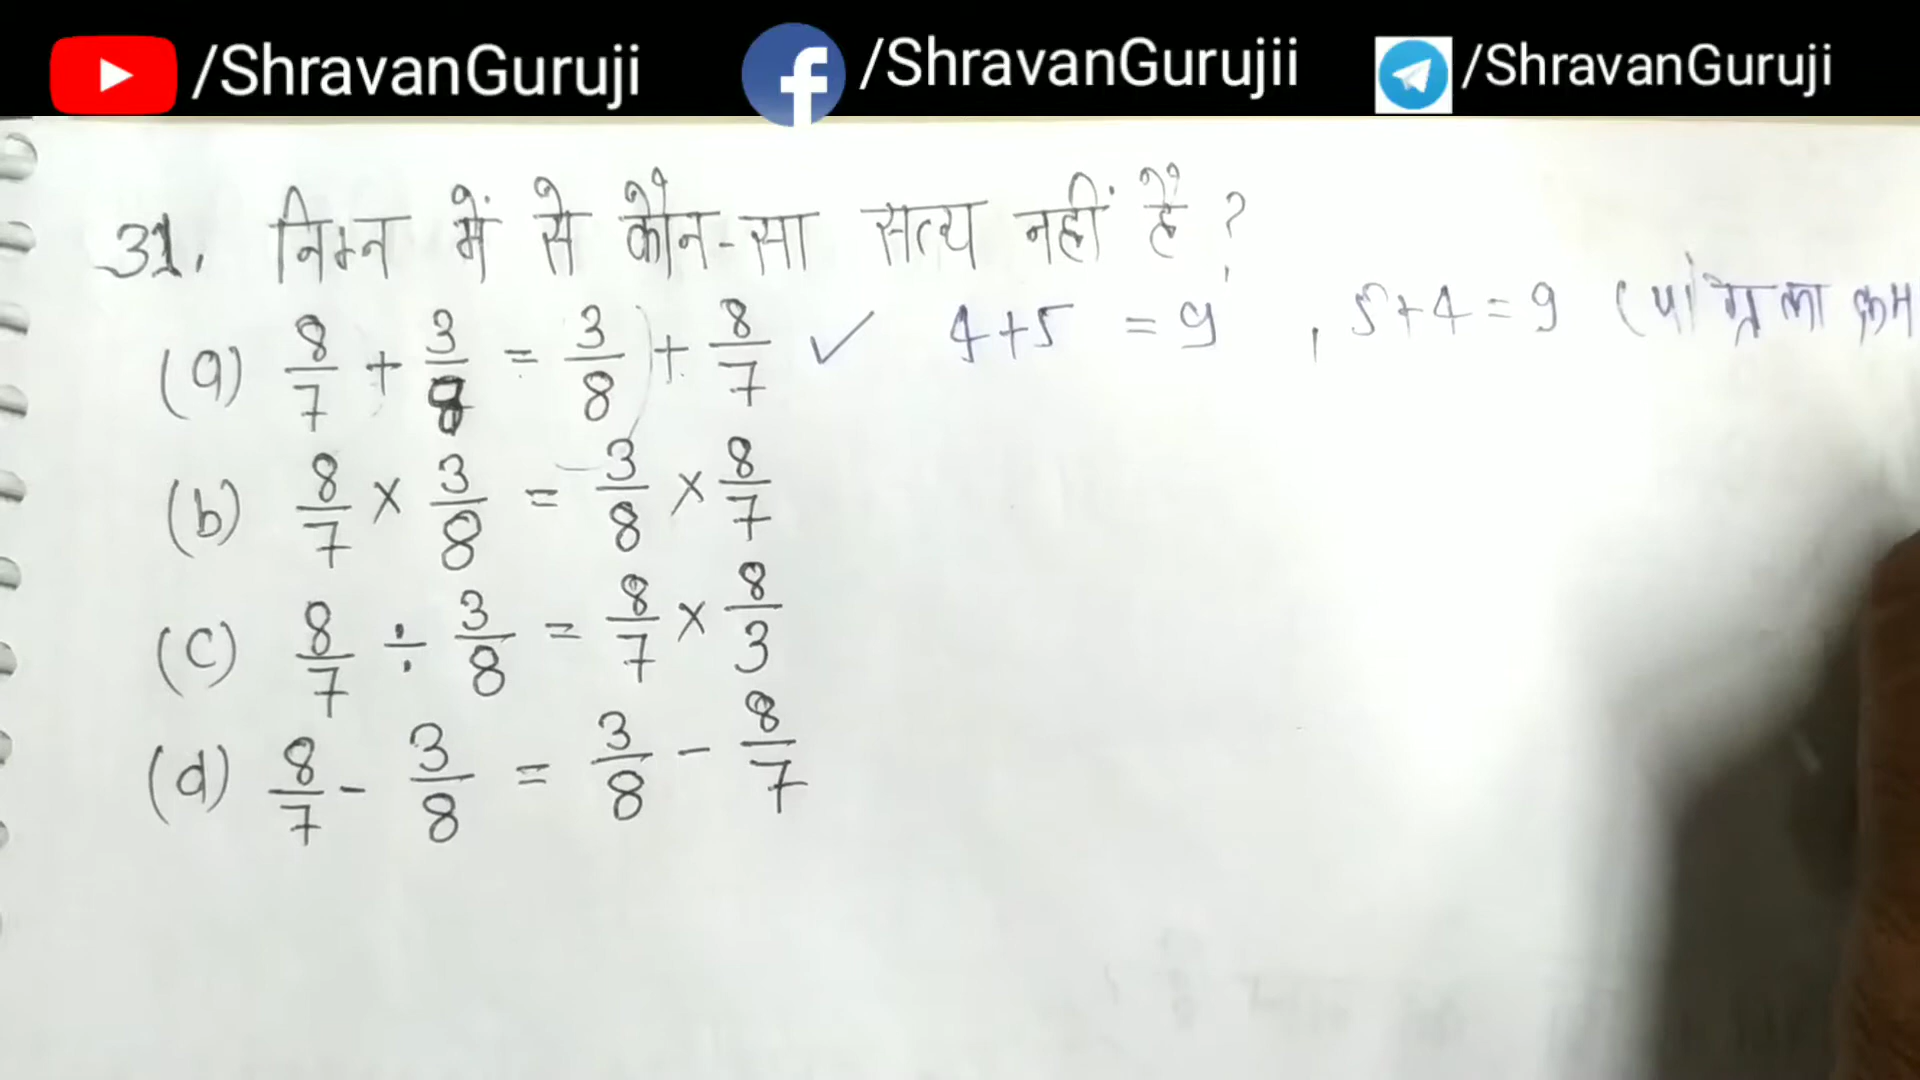 /ShravanGuruji /ShravanGurujii /ShravanGuruji
31. निम्न में से कौन-सा सत्य नहीं है ?
(a) 8/7 + 3/8 = 3/8 + 8/7 ✓ 4+5 = 9 , 5+4 = 9 (
(b) 8/7 × 3/8 = 3/8 × 8/7
(c) 8/7 ÷ 3/8 = 8/7 × 8/3
(d) 8/7 - 3/8 = 3/8 - 8/7